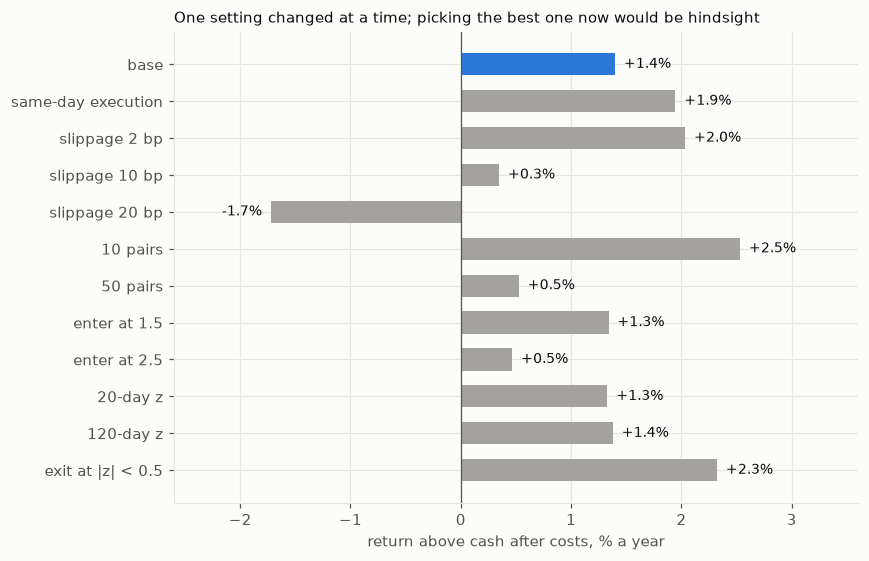 One setting changed at a time; picking the best one now would be hindsight
base +1.4%
same-day execution +1.9%
slippage 2 bp +2.0%
slippage 10 bp +0.3%
slippage 20 bp -1.7%
10 pairs +2.5%
50 pairs +0.5%
enter at 1.5 +1.3%
enter at 2.5 +0.5%
20-day z +1.3%
120-day z +1.4%
exit at |z| < 0.5 +2.3%
−2 −1 0 1 2 3
return above cash after costs, % a year